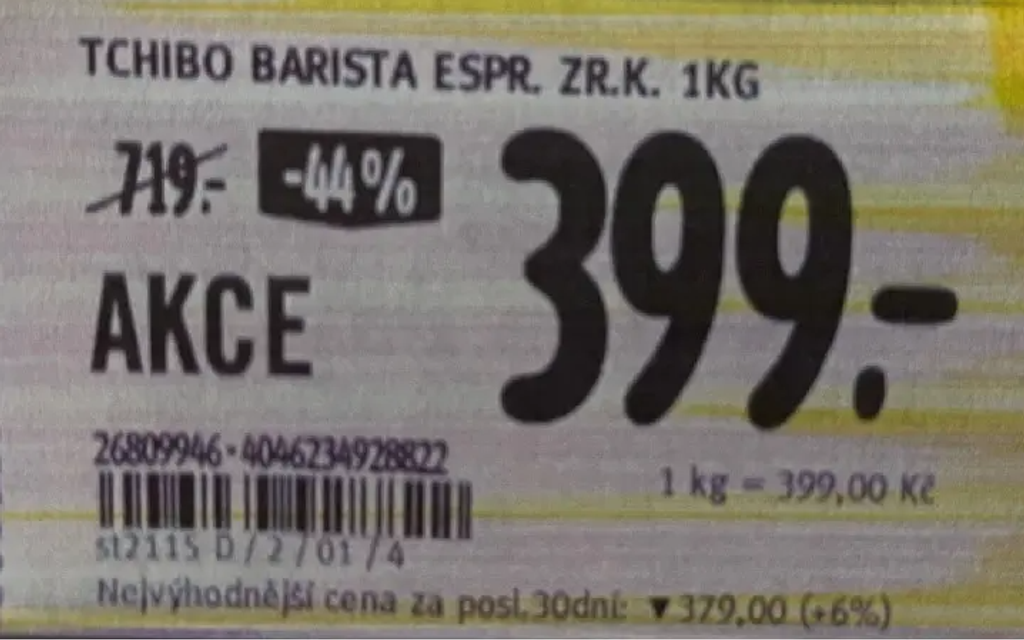 TCHIBO BARISTA ESPR. ZR.K. 1KG
719.- -44% 399.-
AKCE
26809946-4046234928822
1 kg = 399,00 Kč
st2115 D / 2 / 01 / 4
Nejvýhodnější cena za posl.30dní: ▼379,00 (+6%)